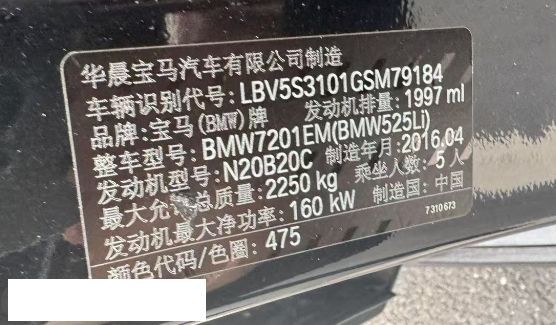 华晨宝马汽车有限公司制造
车辆识别代号: LBV5S3101GSM79184
品牌: 宝马(BMW)牌 发动机排量: 1997 ml
整车型号: BMW7201EM(BMW525Li)
发动机型号: N20B20C 制造年月: 2016.04
最大允许总质量: 2250 kg 乘坐人数: 5 人
发动机最大净功率: 160 kW 制造国: 中国
颜色代码/色圈: 475 7310673